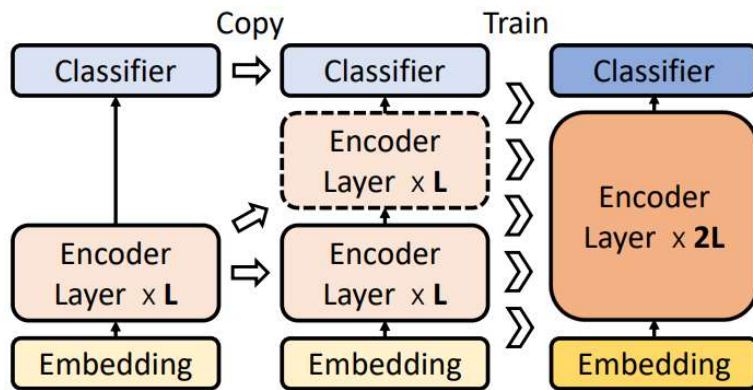 Copy
Train
Classifier
Classifier
Classifier
Encoder
Layer x L
Encoder
Layer x L
Encoder
Layer x L
Encoder
Layer x 2L
Embedding
Embedding
Embedding